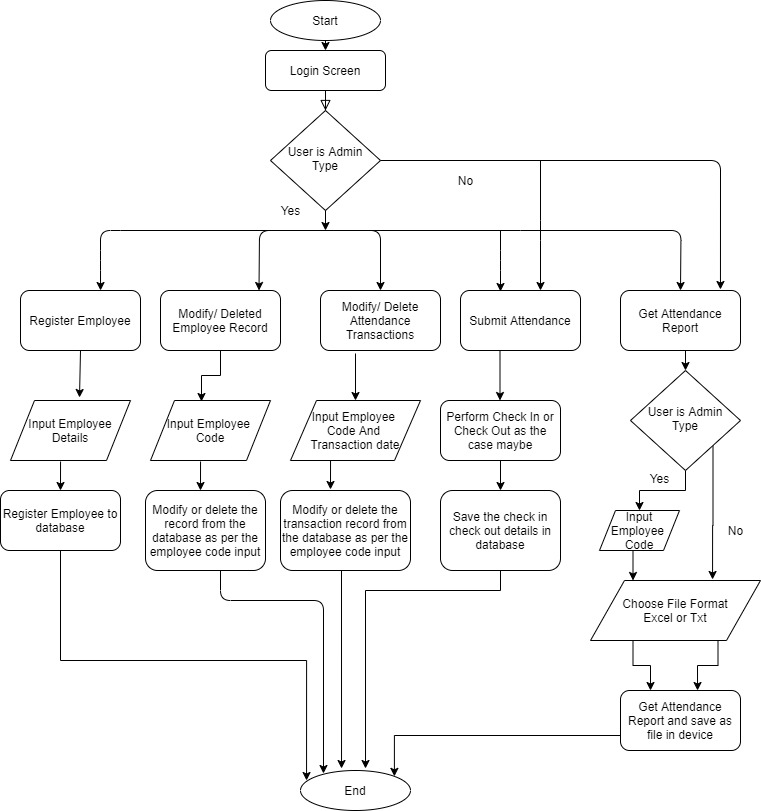 Start
Login Screen
User is Admin
Type
No
Yes
Register Employee
Modify/ Deleted
Employee Record
Modify/ Delete
Attendance
Transactions
Submit Attendance
Get Attendance
Report
Input Employee
Details
Input Employee
Code
Input Employee
Code And
Transaction date
Perform Check In or
Check Out as the
case maybe
User is Admin
Type
Yes
No
Input
Employee
Code
Register Employee to
database
Modify or delete the
record from the
database as per the
employee code input
Modify or delete the
transaction record from
the database as per the
employee code input
Save the check in
check out details in
database
Choose File Format
Excel or Txt
Get Attendance
Report and save as
file in device
End